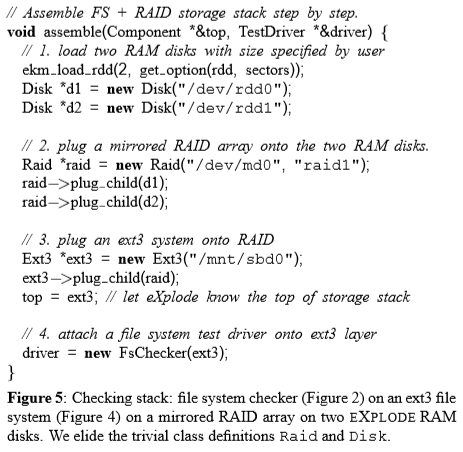 // Assemble FS + RAID storage stack step by step.
void assemble(Component *&top, TestDriver *&driver) {
// 1. load two RAM disks with size specified by user
ekm_load_rdd(2, get_option(rdd, sectors));
Disk *d1 = new Disk("/dev/rdd0");
Disk *d2 = new Disk("/dev/rdd1");
// 2. plug a mirrored RAID array onto the two RAM disks.
Raid *raid = new Raid("/dev/md0", "raid1");
raid->plug_child(d1);
raid->plug_child(d2);
// 3. plug an ext3 system onto RAID
Ext3 *ext3 = new Ext3("/mnt/sbd0");
ext3->plug_child(raid);
top = ext3; // let eXplode know the top of storage stack
// 4. attach a file system test driver onto ext3 layer
driver = new FsChecker(ext3);
}
Figure 5: Checking stack: file system checker (Figure 2) on an ext3 file
system (Figure 4) on a mirrored RAID array on two EXPLODE RAM
disks. We elide the trivial class definitions Raid and Disk.